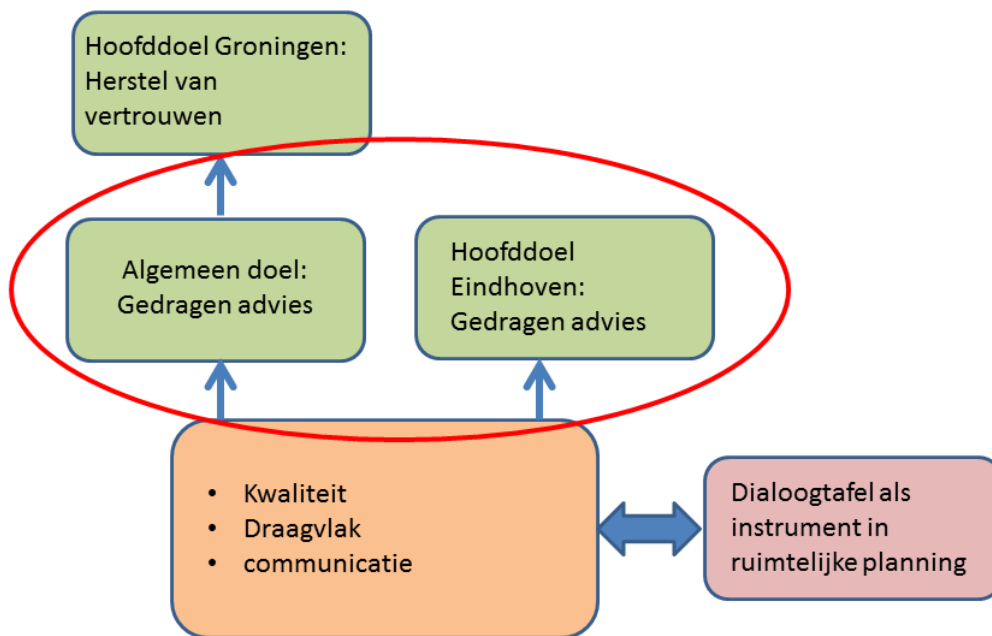 Hoofddoel Groningen:
Herstel van
vertrouwen
Algemeen doel:
Gedragen advies
Hoofddoel
Eindhoven:
Gedragen advies
• Kwaliteit
• Draagvlak
• communicatie
Dialoogtafel als
instrument in
ruimtelijke planning